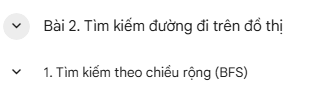 Bài 2. Tìm kiếm đường đi trên đồ thị
1. Tìm kiếm theo chiều rộng (BFS)